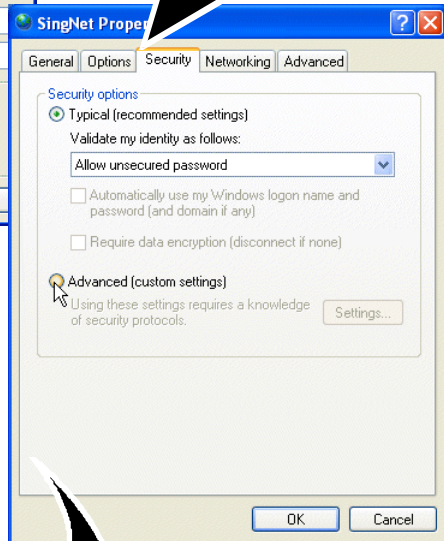 SingNet Proper
General Options Security Networking Advanced
Security options
Typical (recommended settings)
Validate my identity as follows:
Allow unsecured password
Automatically use my Windows logon name and
password (and domain if any)
Require data encryption (disconnect if none)
Advanced (custom settings)
Using these settings requires a knowledge
of security protocols.
Settings...
OK Cancel